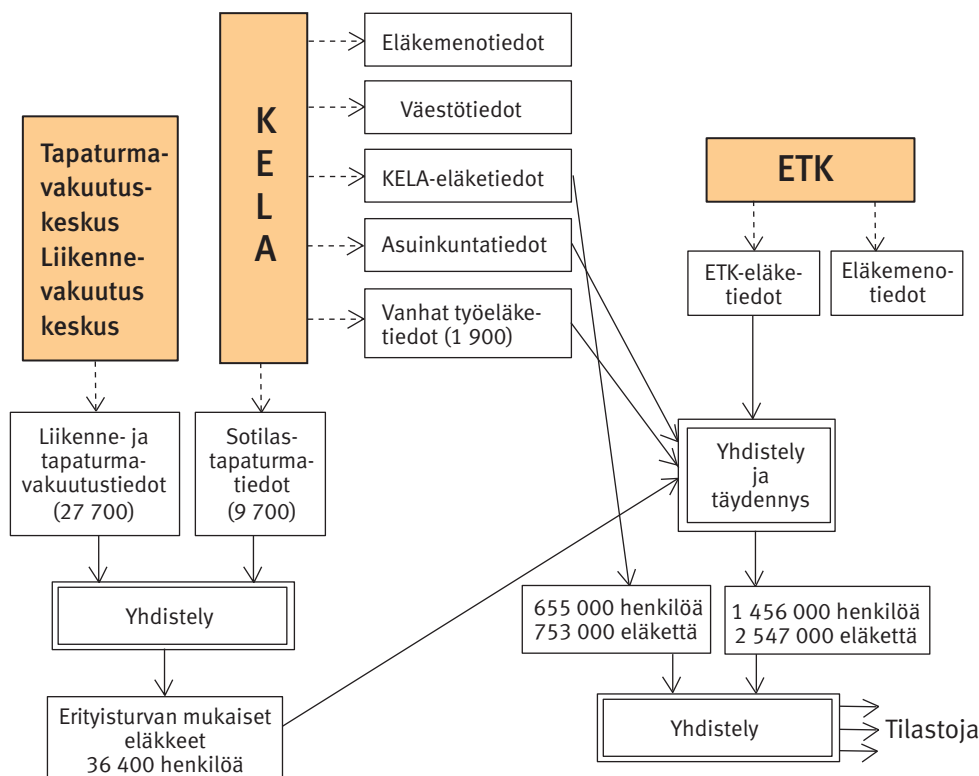 Tapaturma-
vakuutus-
keskus
Liikenne-
vakuutus
keskus
K
E
L
A
Eläkemenotiedot
Väestötiedot
KELA-eläketiedot
Asuinkuntatiedot
Vanhat työeläke-
tiedot (1 900)
ETK
ETK-eläke-
tiedot
Eläkemeno-
tiedot
Liikenne- ja
tapaturma-
vakuutustiedot
(27 700)
Sotilas-
tapaturma-
tiedot
(9 700)
Yhdistely
ja
täydennys
Yhdistely
655 000 henkilöä
753 000 eläkettä
1 456 000 henkilöä
2 547 000 eläkettä
Erityisturvan mukaiset
eläkkeet
36 400 henkilöä
Yhdistely
Tilastoja